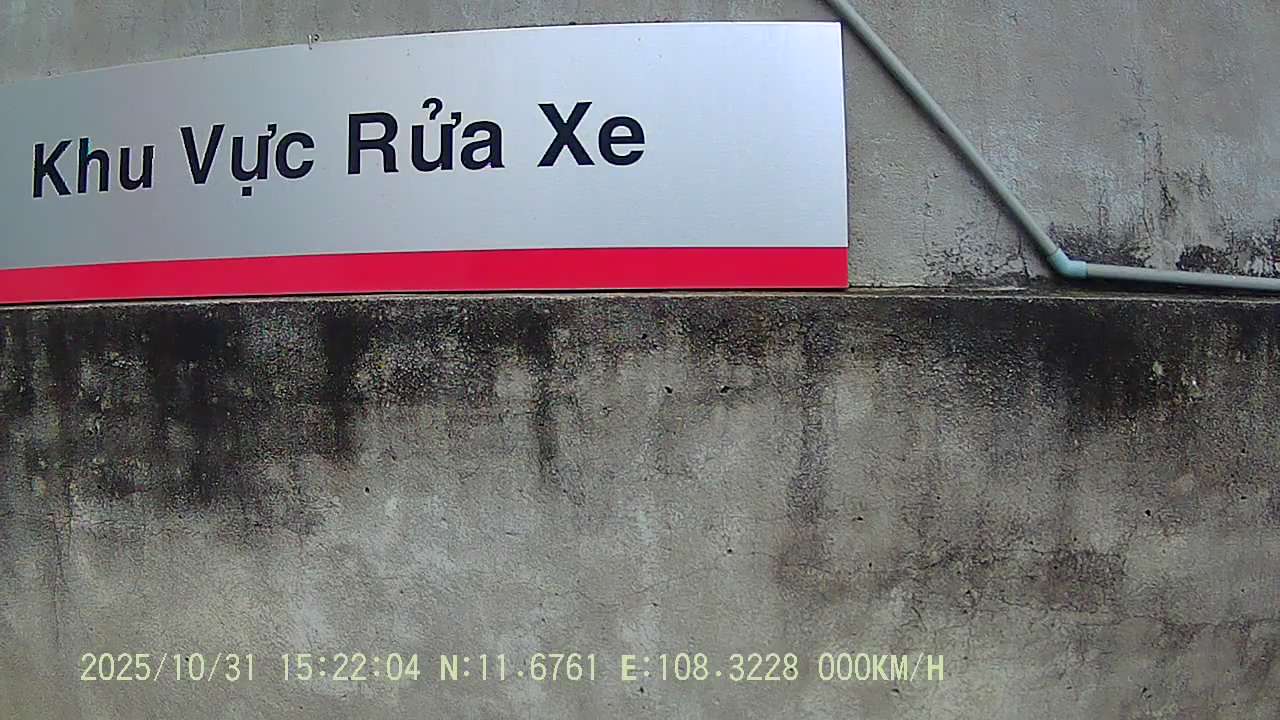 Khu Vực Rửa Xe
2025/10/31 15:22:04 N:11.6761 E:108.3228 000KM/H